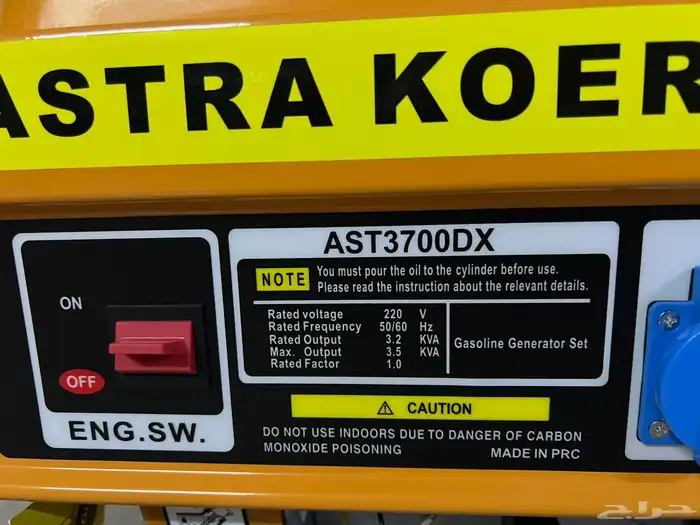 ASTRA KOER
AST3700DX
NOTE
You must pour the oil to the cylinder before use.
Please read the instruction about the relevant details.
ON
OFF
ENG.SW.
Rated voltage 220 V
Rated Frequency 50/60 Hz
Rated Output 3.2 KVA
Max. Output 3.5 KVA
Rated Factor 1.0
Gasoline Generator Set
⚠ CAUTION
DO NOT USE INDOORS DUE TO DANGER OF CARBON
MONOXIDE POISONING MADE IN PRC
حراج